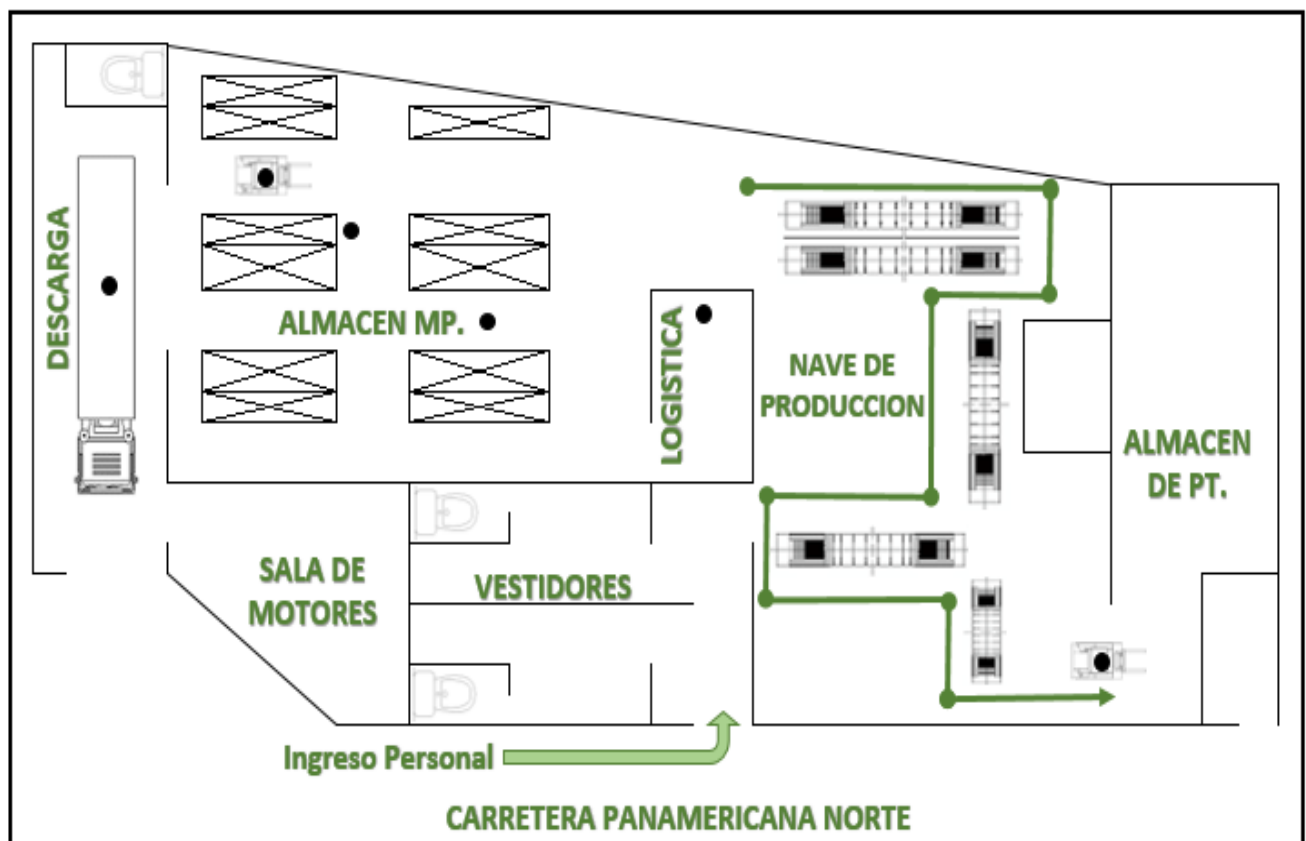 DESCARGA
ALMACEN MP.
LOGISTICA
NAVE DE
PRODUCCION
ALMACEN
DE PT.
SALA DE
MOTORES
VESTIDORES
Ingreso Personal
CARRETERA PANAMERICANA NORTE